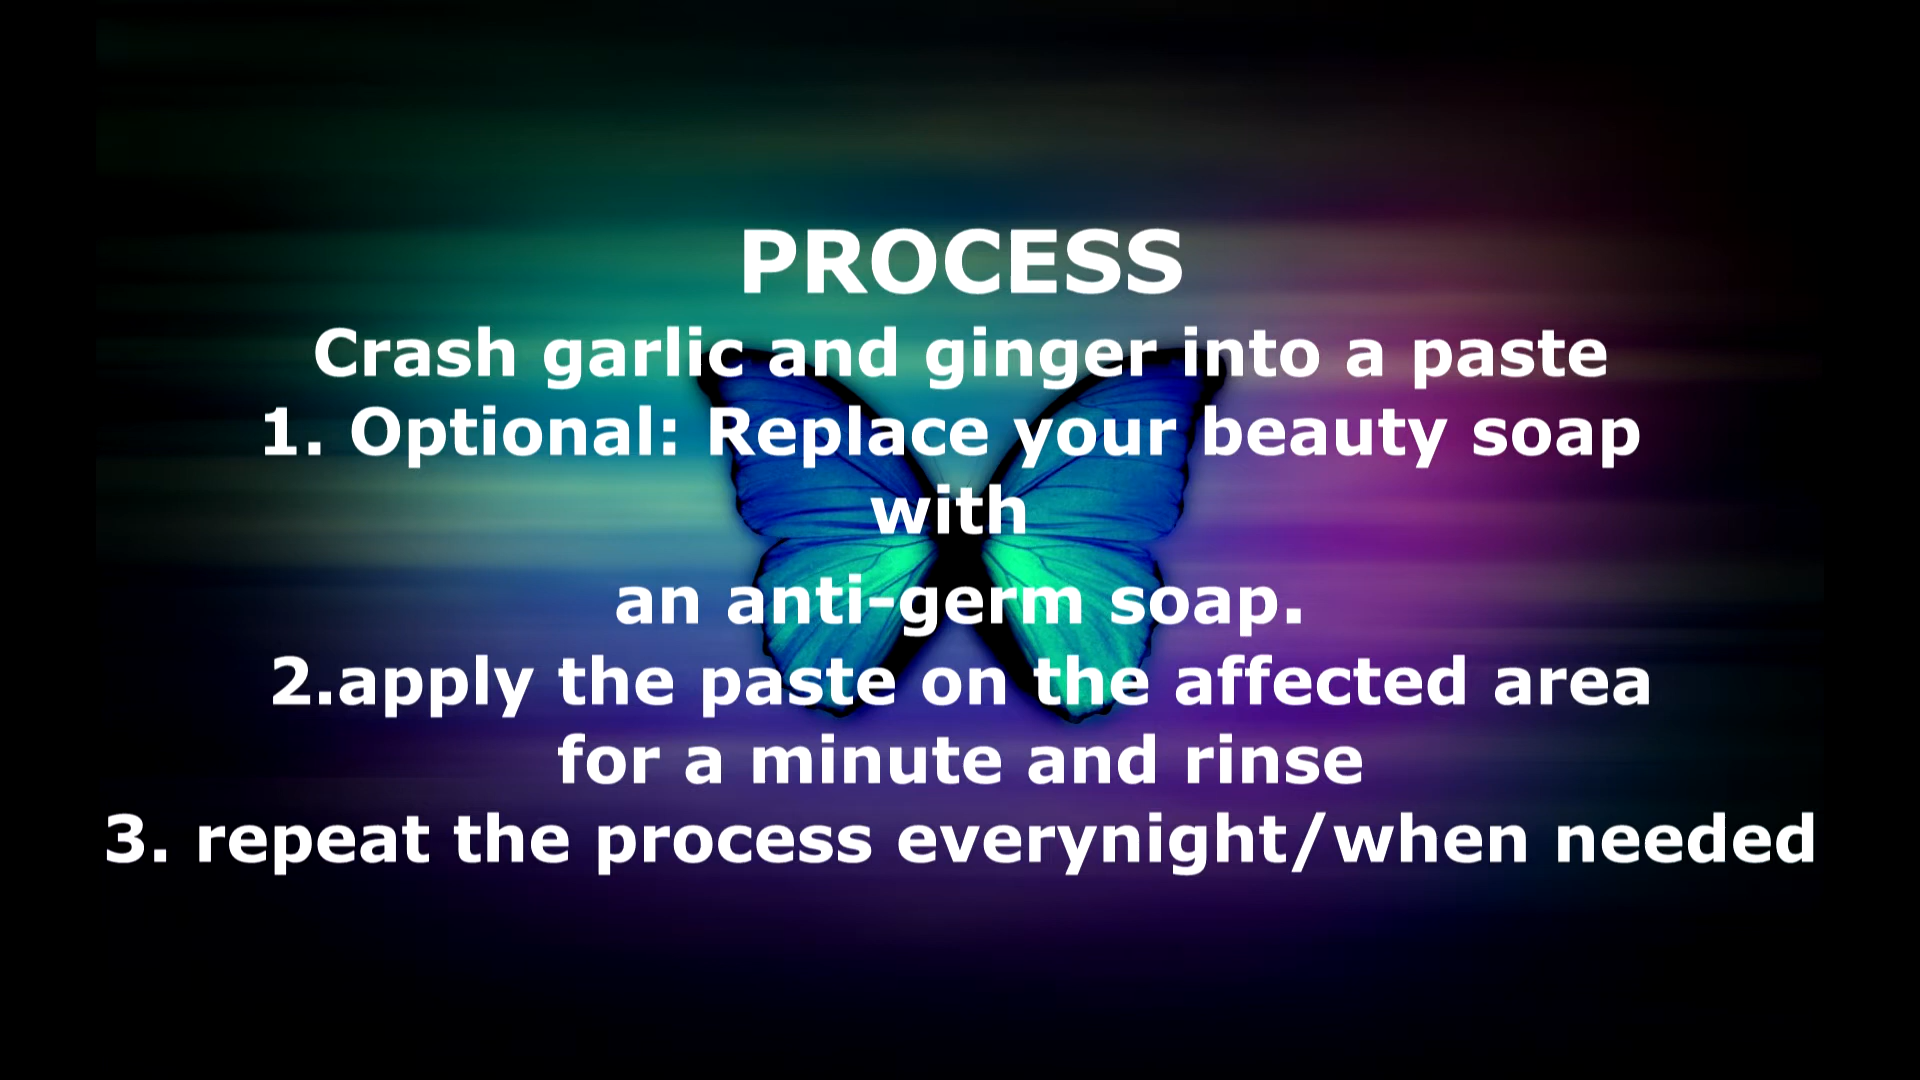 PROCESS
Crash garlic and ginger into a paste
1. Optional: Replace your beauty soap
with
an anti-germ soap.
2.apply the paste on the affected area
for a minute and rinse
3. repeat the process everynight/when needed